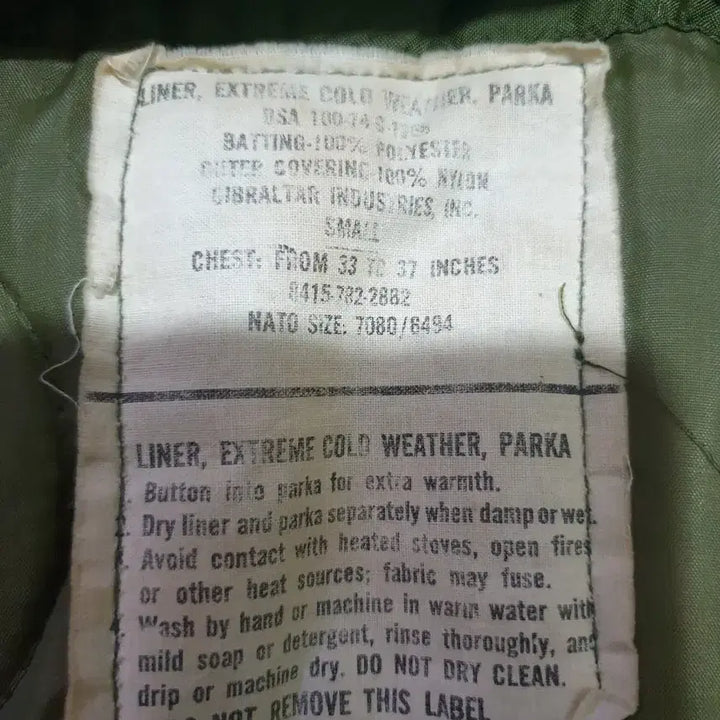 LINER, EXTREME COLD WEATHER, PARKA
DSA 100-74
BATTING-100% POLYESTER
OUTER COVERING-100% NYLON
GIBRALTAR INDUSTRIES, INC.
SMALL
CHEST: FROM 33 TO 37 INCHES
8415-782-2882
NATO SIZE: 7080/6494
LINER, EXTREME COLD WEATHER, PARKA
Button into parka for extra warmth.
2. Dry liner and parka separately when damp or wet.
Avoid contact with heated stoves, open fires
or other heat sources; fabric may fuse.
4. Wash by hand or machine in warm water with
mild soap or detergent, rinse thoroughly, and
drip or machine dry. DO NOT DRY CLEAN.
NOT REMOVE THIS LABEL